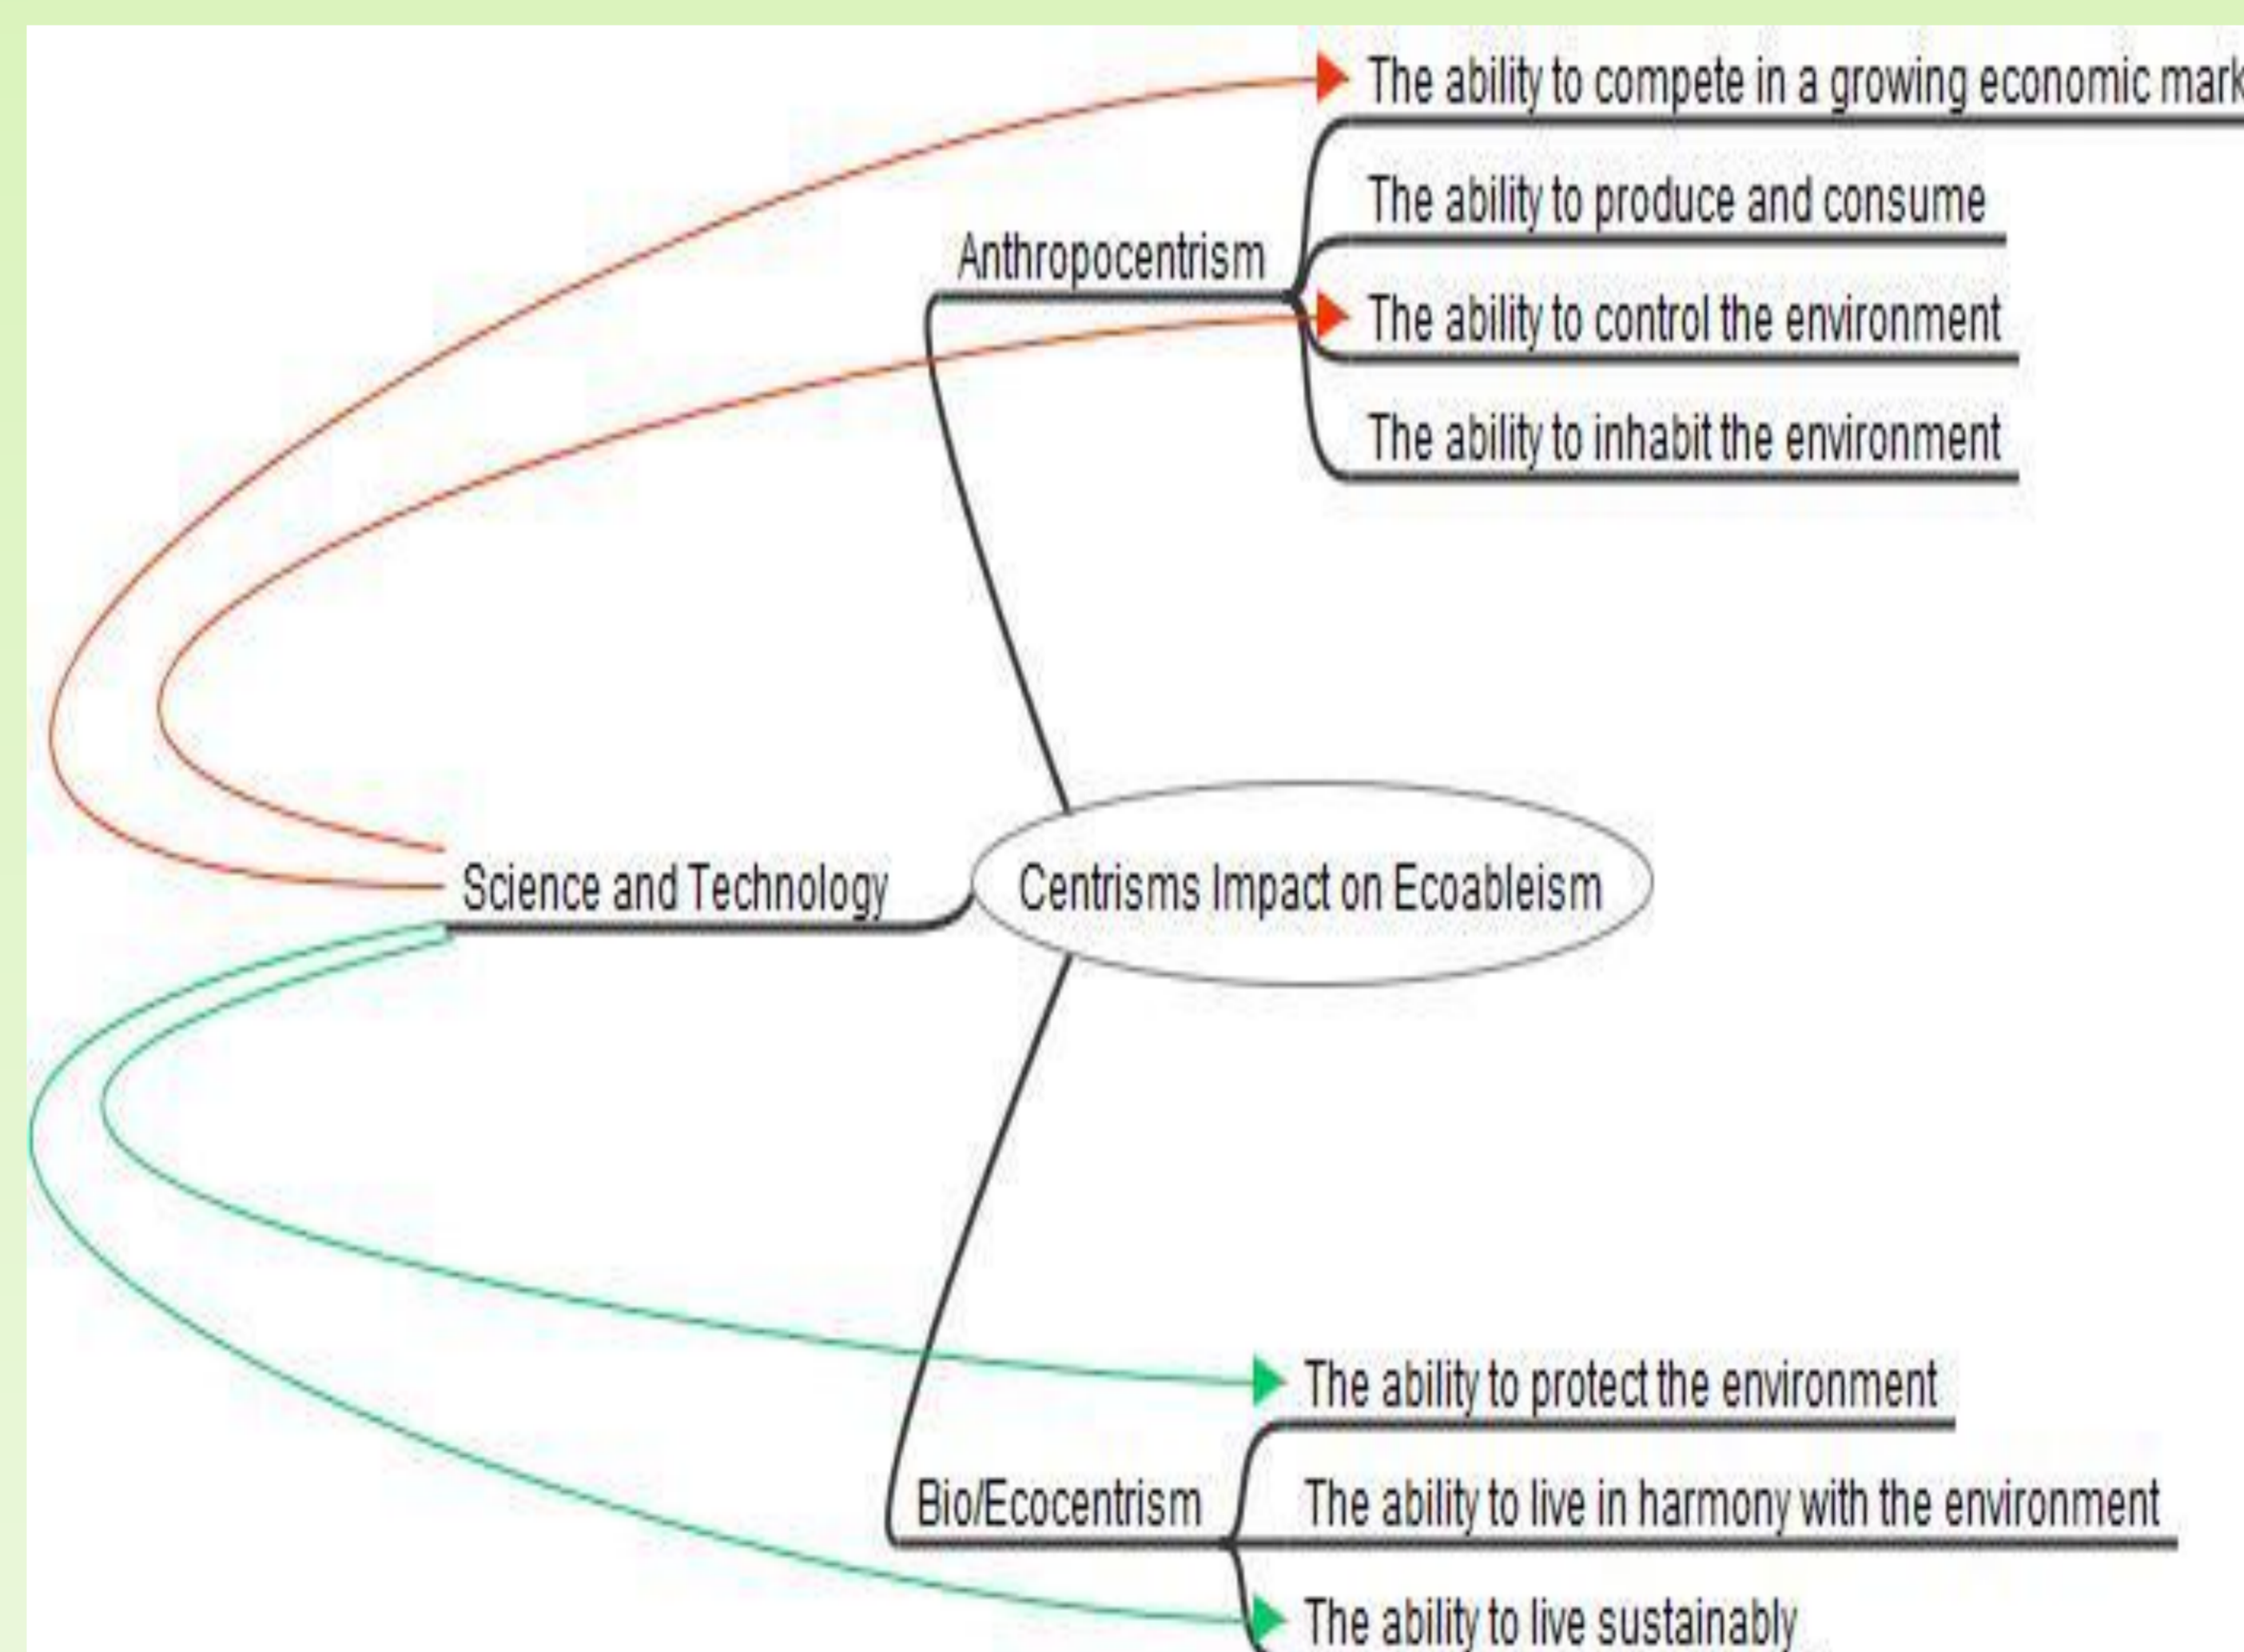 The ability to compete in a growing economic mark
The ability to produce and consume
Anthropocentrism
The ability to control the environment
The ability to inhabit the environment
Science and Technology
Centrisms Impact on Ecoableism
The ability to protect the environment
Bio/Ecocentrism
The ability to live in harmony with the environment
The ability to live sustainably